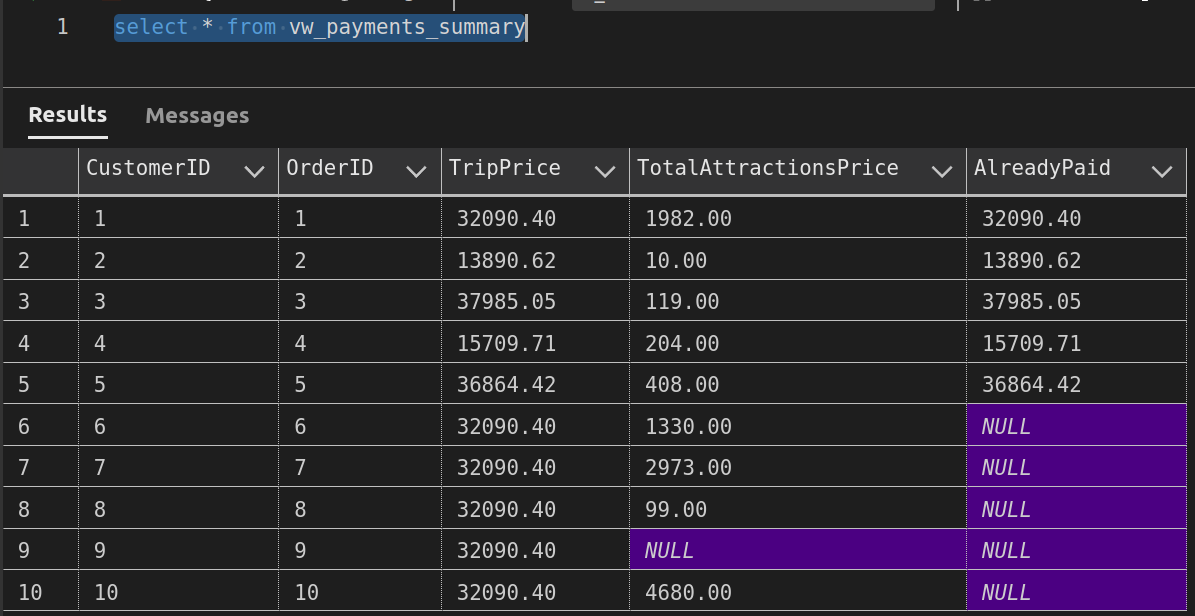 1 select * from vw_payments_summary
Results Messages
CustomerID OrderID TripPrice TotalAttractionsPrice AlreadyPaid
1 1 1 32090.40 1982.00 32090.40
2 2 2 13890.62 10.00 13890.62
3 3 3 37985.05 119.00 37985.05
4 4 4 15709.71 204.00 15709.71
5 5 5 36864.42 408.00 36864.42
6 6 6 32090.40 1330.00 NULL
7 7 7 32090.40 2973.00 NULL
8 8 8 32090.40 99.00 NULL
9 9 9 32090.40 NULL NULL
10 10 10 32090.40 4680.00 NULL